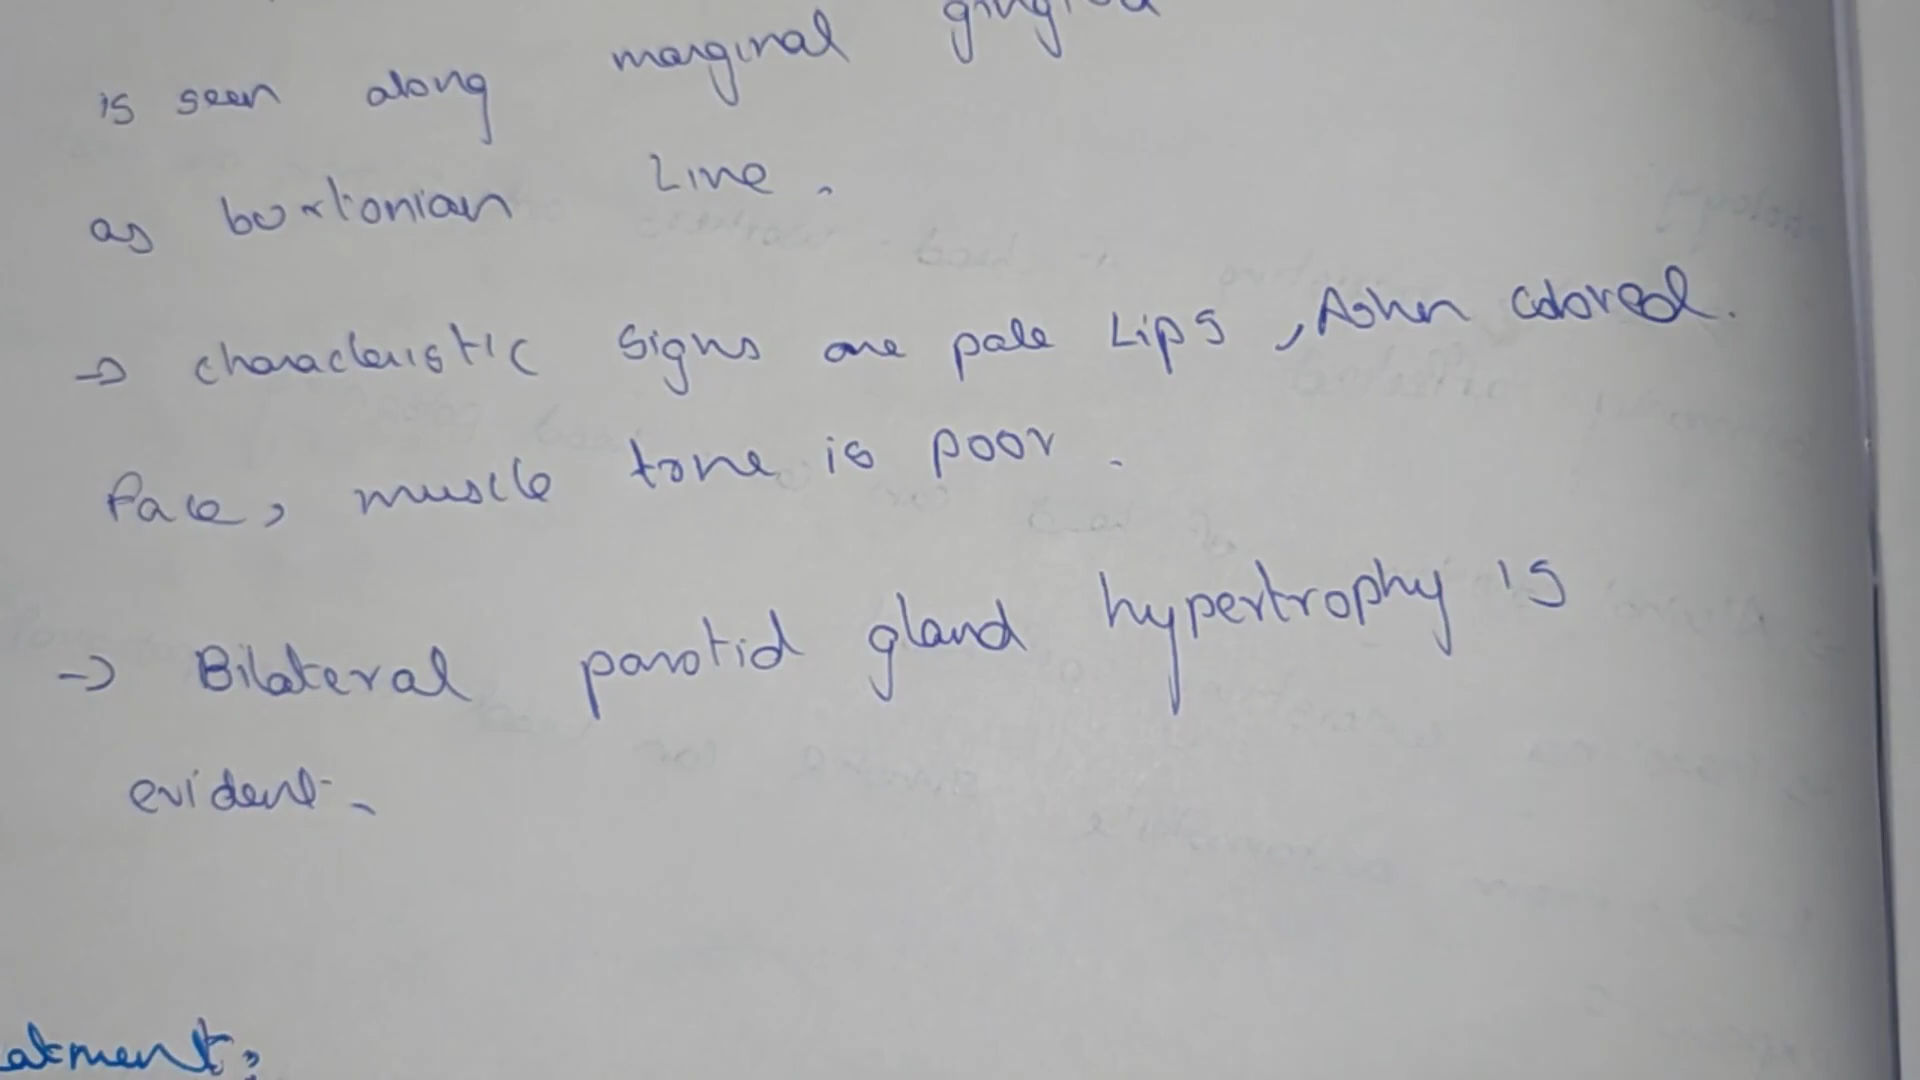 is seen along marginal gingiva
as burtonian Line.
→ characteristic signs are pale Lips, Ashen colored.
face, muscle tone is poor.
→ Bilateral parotid gland hypertrophy is
evident.
atment: